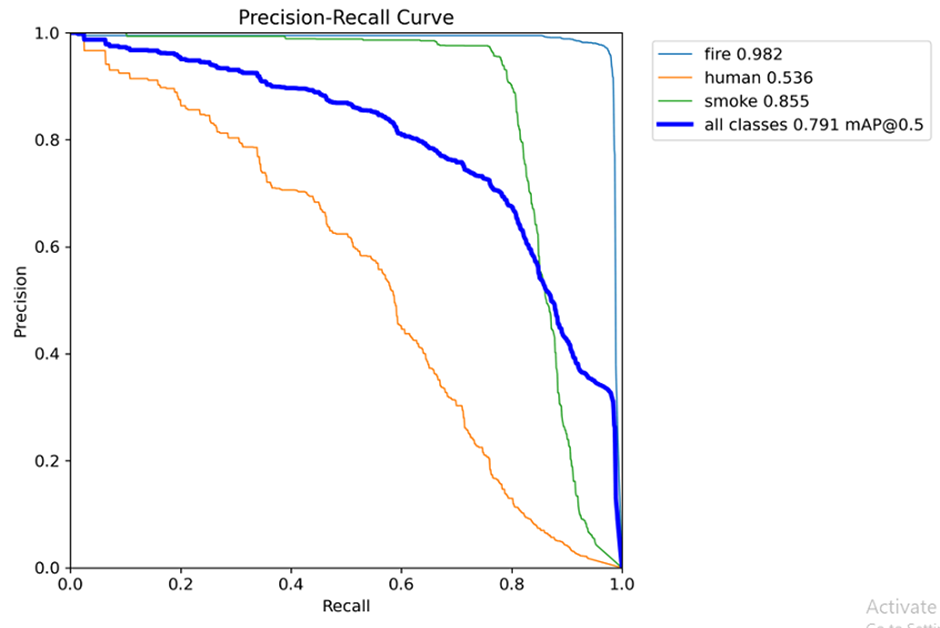 Precision-Recall Curve
1.0
0.8
0.6
0.4
0.2
0.0
Precision
0.0 0.2 0.4 0.6 0.8 1.0
Recall
fire 0.982
human 0.536
smoke 0.855
all classes 0.791 mAP@0.5
Activate